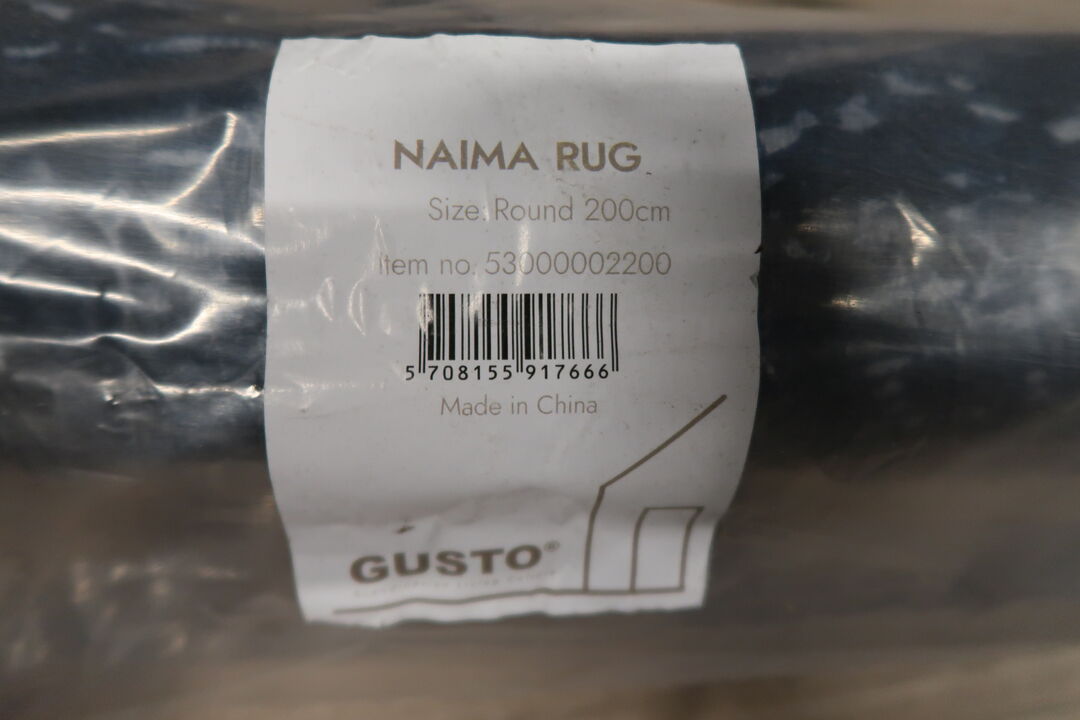 NAIMA RUG
Size: Round 200cm
Item no. 53000002200
5 708155 917666
Made in China
GUSTO®